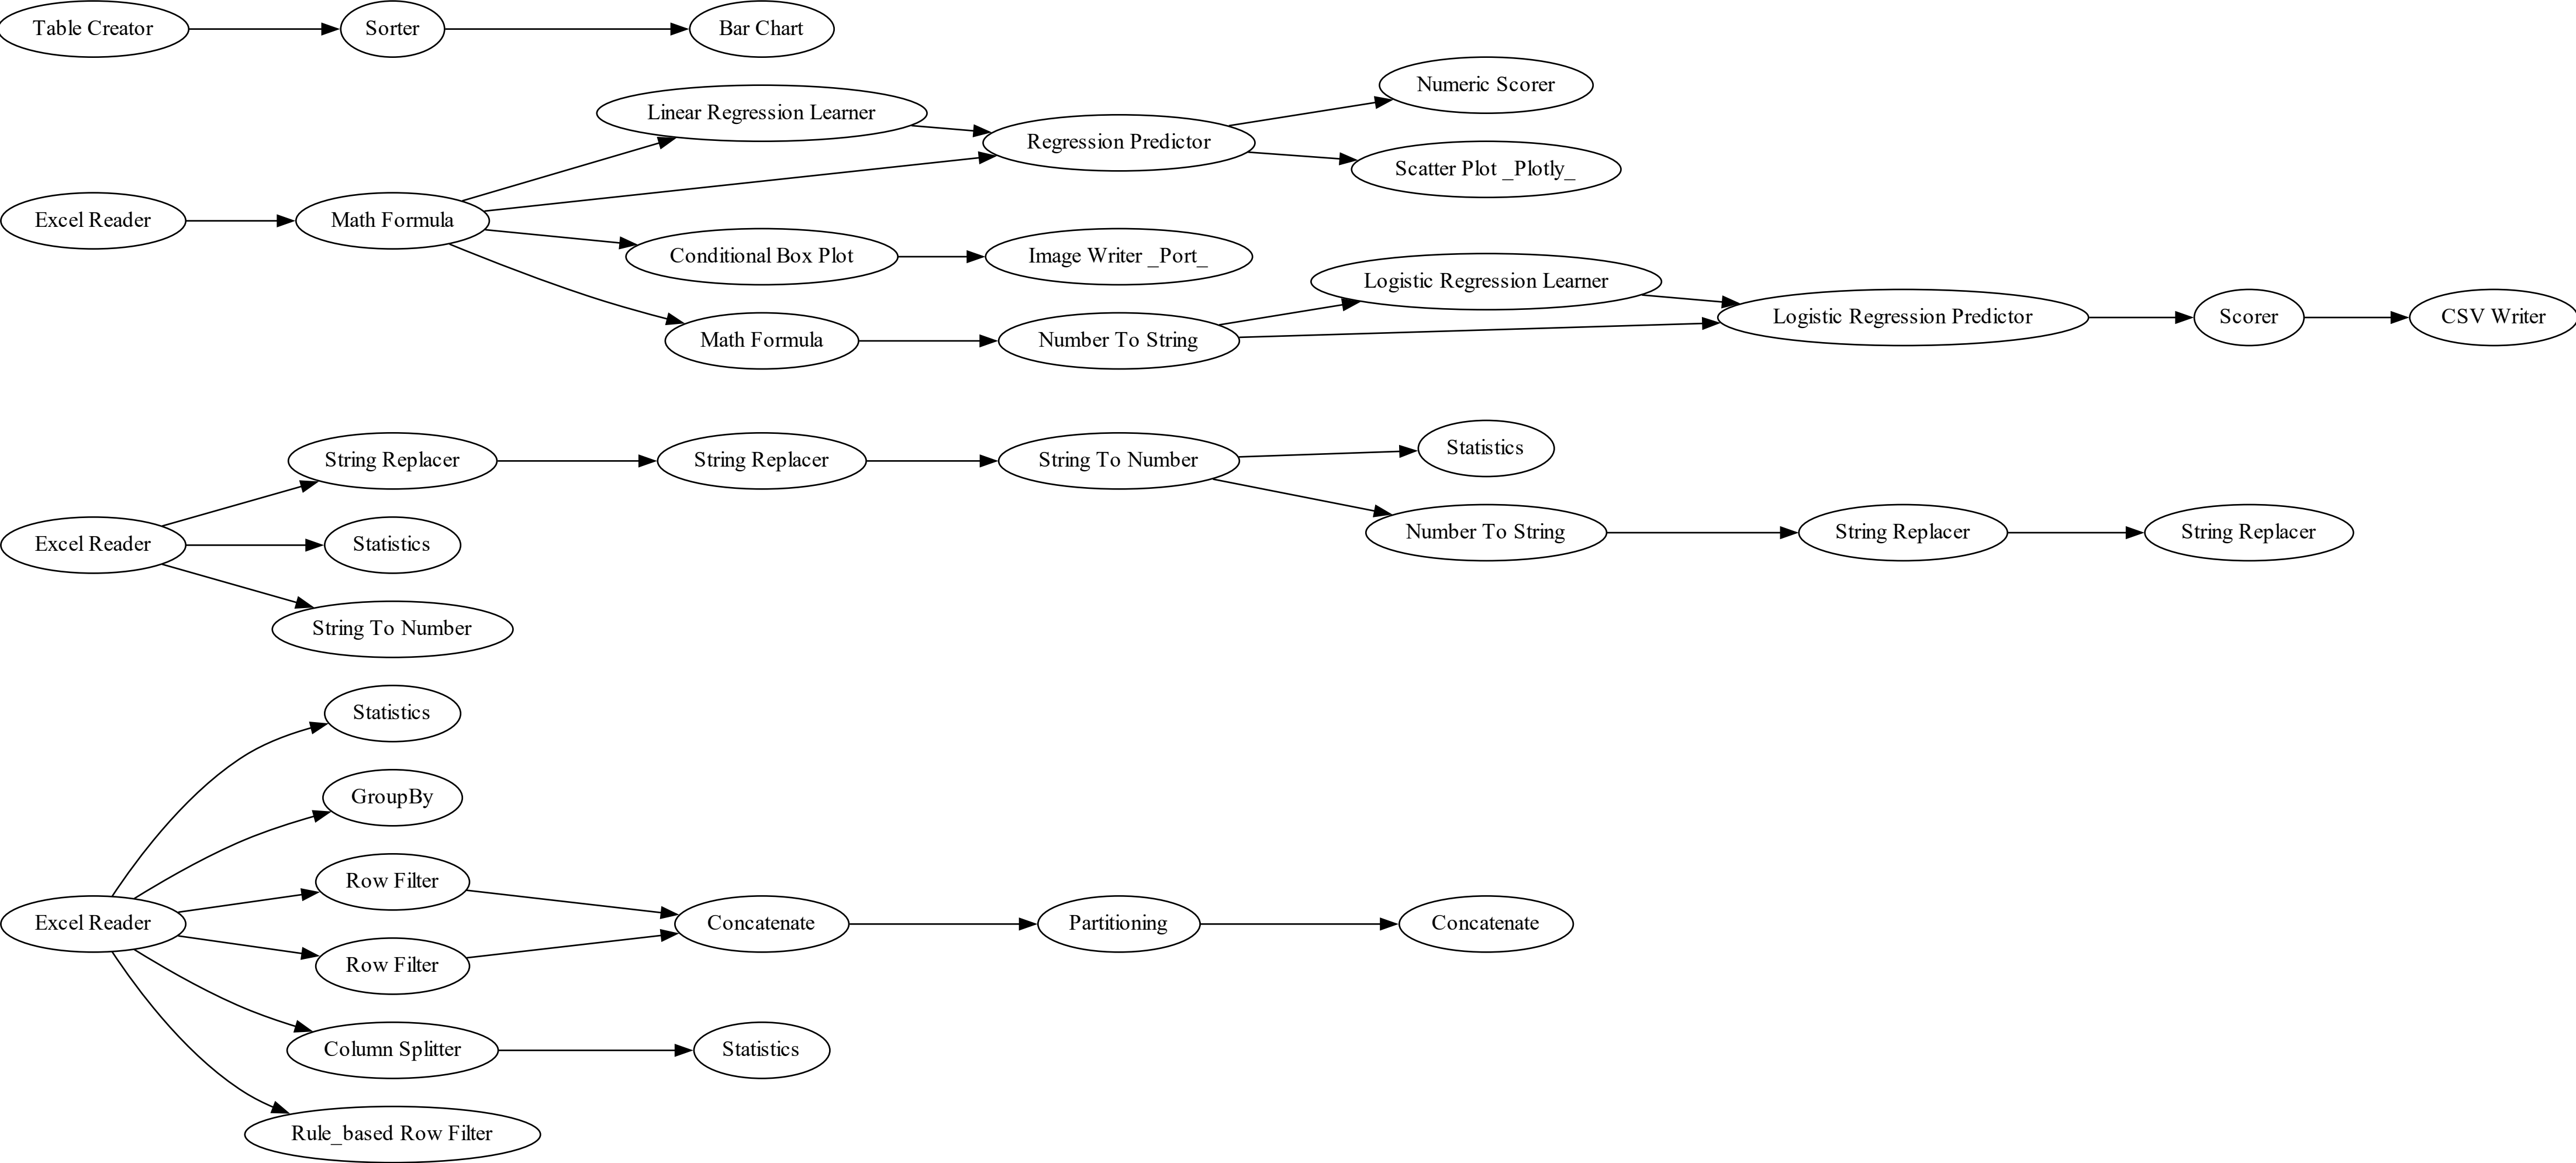 Table Creator
Sorter
Bar Chart
Numeric Scorer
Linear Regression Learner
Regression Predictor
Scatter Plot _Plotly_
Excel Reader
Math Formula
Conditional Box Plot
Image Writer _Port_
Logistic Regression Learner
Logistic Regression Predictor
Scorer
CSV Writer
Math Formula
Number To String
String Replacer
String Replacer
String To Number
Statistics
Excel Reader
Statistics
Number To String
String Replacer
String Replacer
String To Number
Statistics
GroupBy
Row Filter
Excel Reader
Concatenate
Partitioning
Concatenate
Row Filter
Column Splitter
Statistics
Rule_based Row Filter